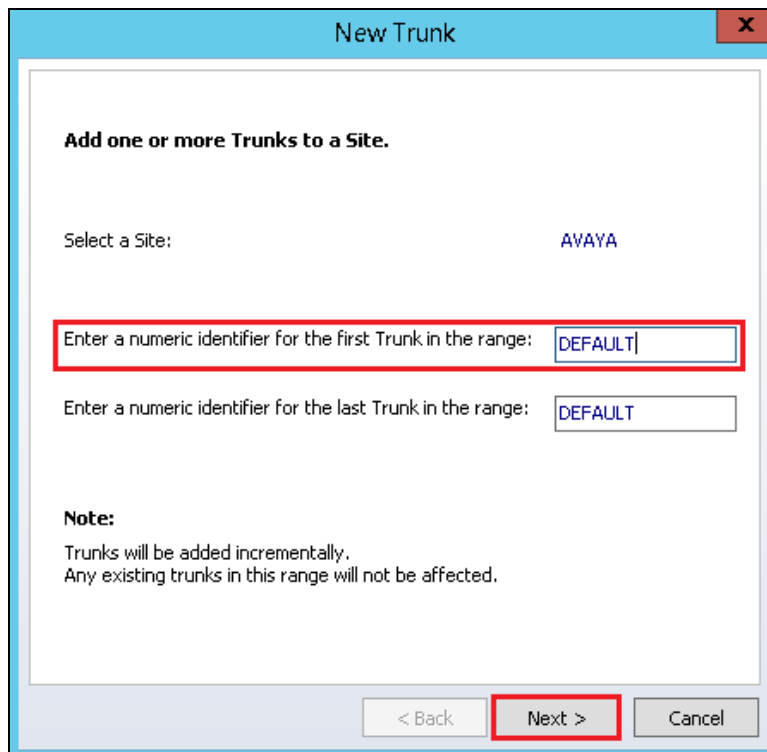 New Trunk
x
Add one or more Trunks to a Site.
Select a Site: AVAYA
Enter a numeric identifier for the first Trunk in the range: DEFAULT
Enter a numeric identifier for the last Trunk in the range: DEFAULT
Note:
Trunks will be added incrementally.
Any existing trunks in this range will not be affected.
< Back Next > Cancel